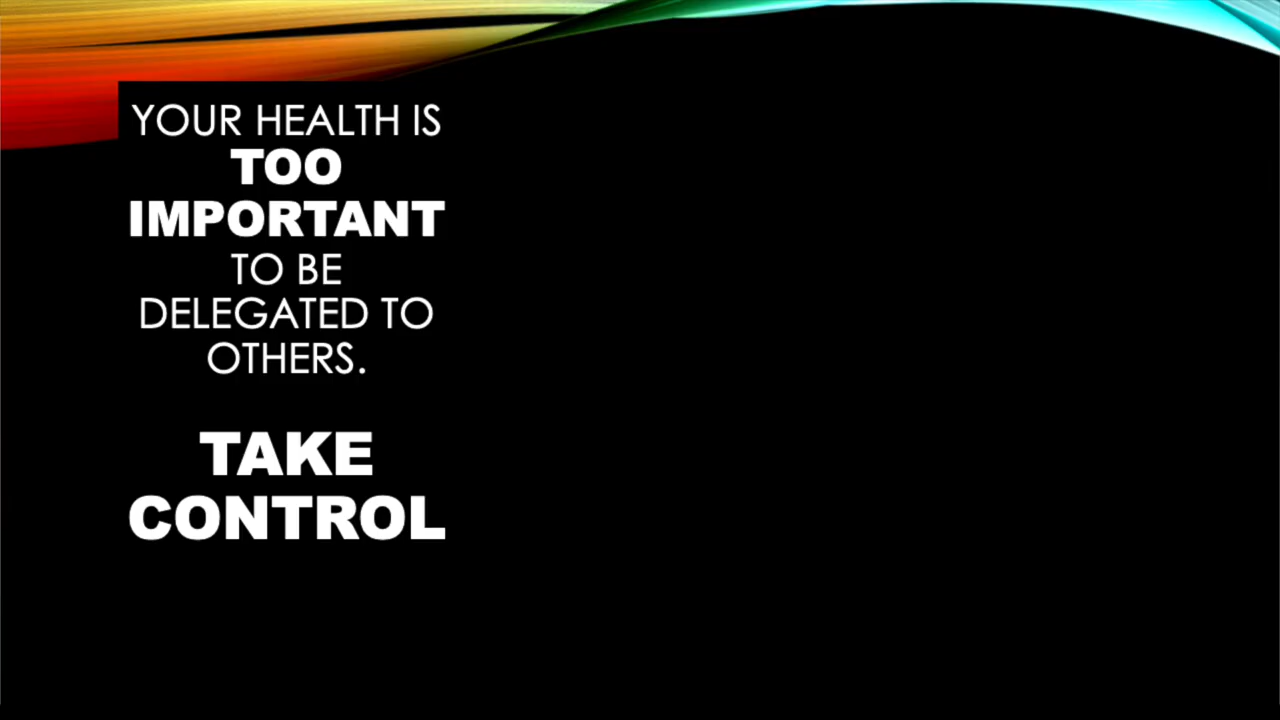 YOUR HEALTH IS
TOO
IMPORTANT
TO BE
DELEGATED TO
OTHERS.
TAKE
CONTROL